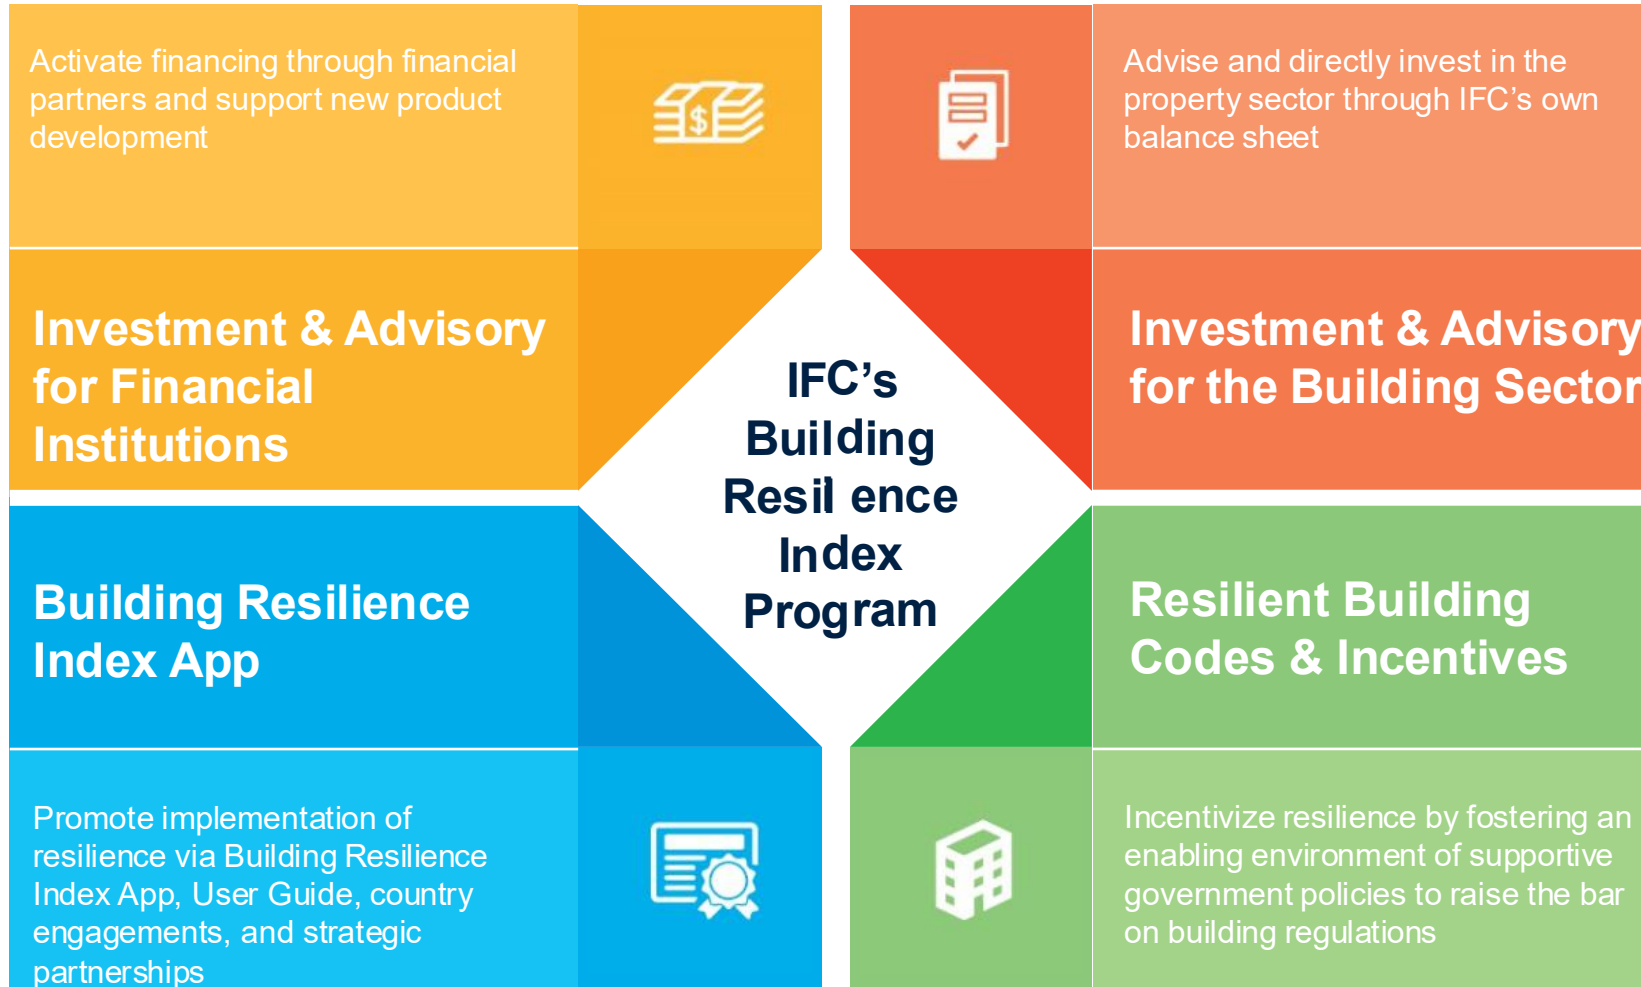 Activate financing through financial
partners and support new product
development
$
Advise and directly invest in the
property sector through IFC’s own
balance sheet
Investment & Advisory
for Financial
Institutions
Investment & Advisory
for the Building Sector
IFC’s
Building
Resil ence
Index
Program
Building Resilience
Index App
Resilient Building
Codes & Incentives
Promote implementation of
resilience via Building Resilience
Index App, User Guide, country
engagements, and strategic
partnerships
Incentivize resilience by fostering an
enabling environment of supportive
government policies to raise the bar
on building regulations